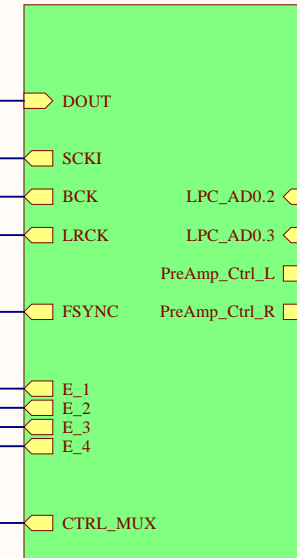 DOUT
SCKI
BCK LPC_AD0.2
LRCK LPC_AD0.3
PreAmp_Ctrl_L
FSYNC PreAmp_Ctrl_R
E_1
E_2
E_3
E_4
CTRL_MUX